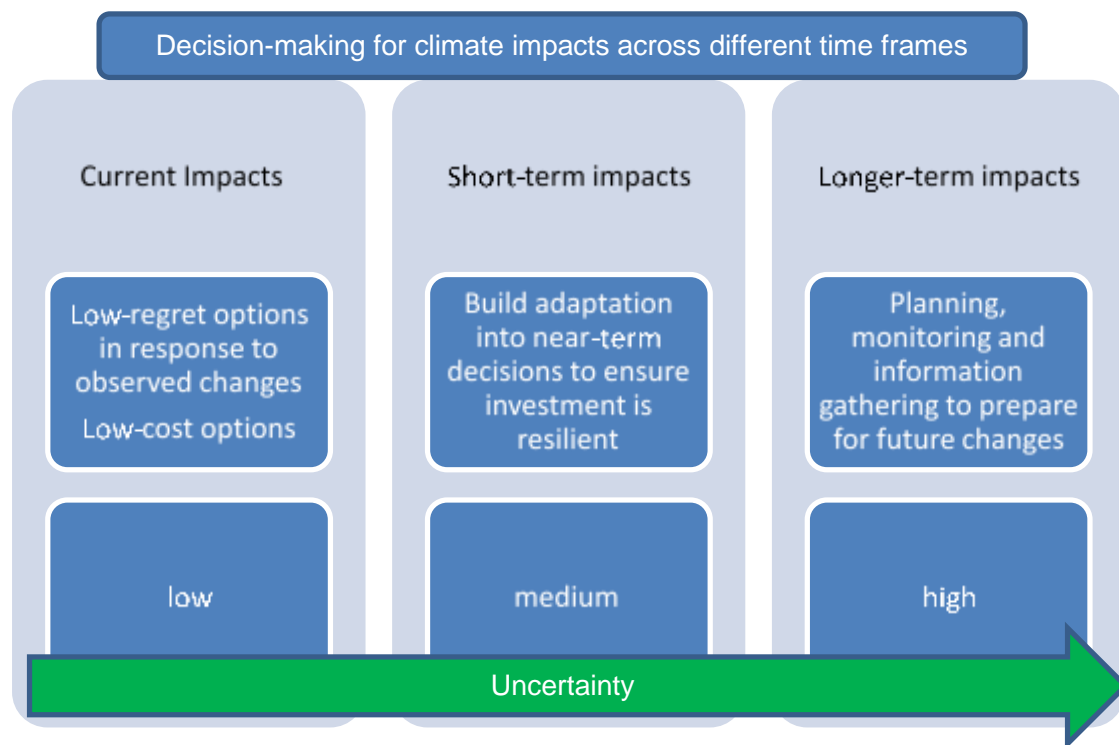 Decision-making for climate impacts across different time frames
Current Impacts
Low-regret options
in response to
observed changes
Low-cost options
low
Short-term impacts
Build adaptation
into near-term
decisions to ensure
investment is
resilient
medium
Longer-term impacts
Planning,
monitoring and
information
gathering to prepare
for future changes
high
Uncertainty